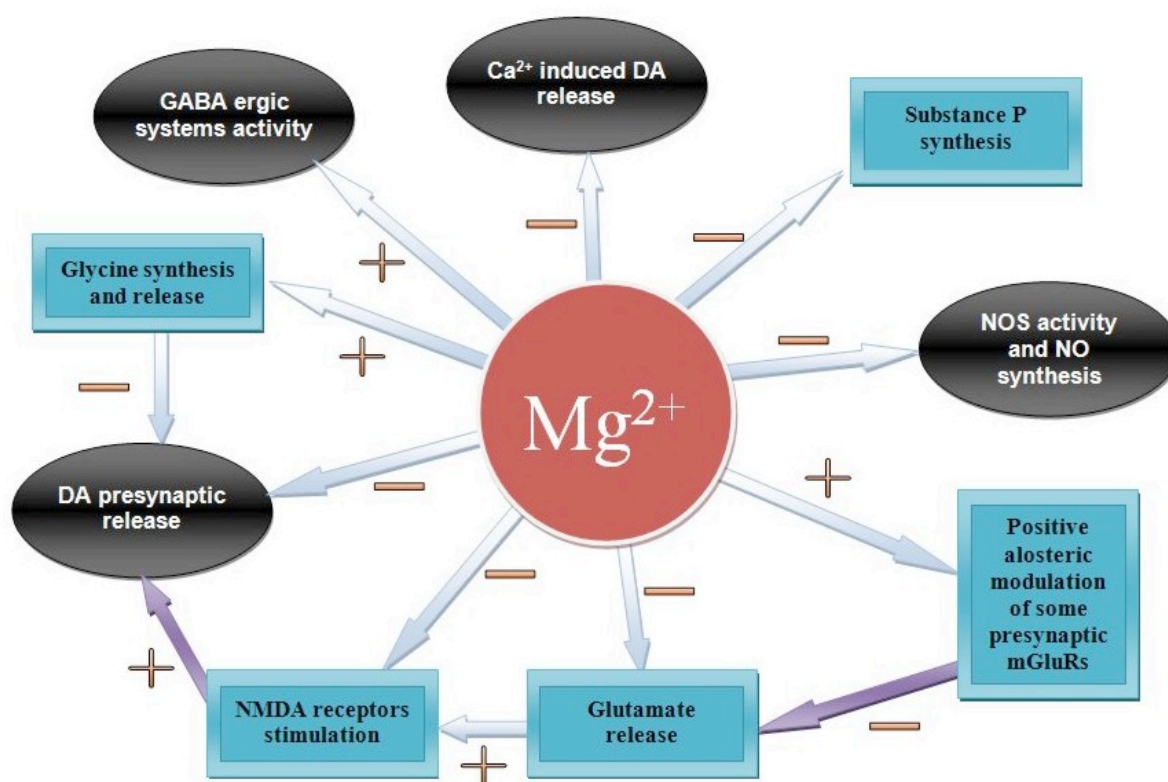 GABA ergic
systems activity
Ca²⁺ induced DA
release
Substance P
synthesis
Glycine synthesis
and release
NOS activity
and NO
synthesis
Mg²⁺
DA presynaptic
release
Positive
alosteric
modulation
of some
presynaptic
mGluRs
NMDA receptors
stimulation
Glutamate
release
+
+
−
−
−
−
−
+
−
−
+
+
−